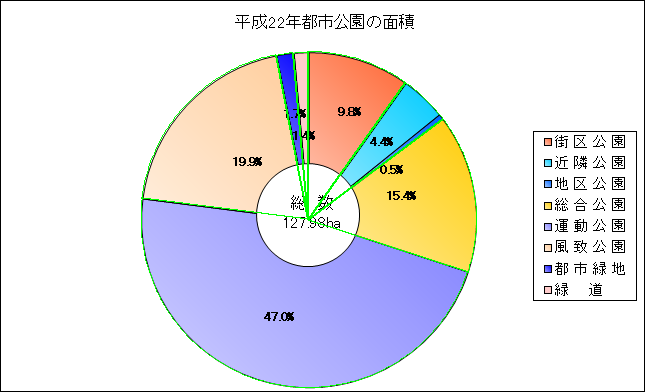 平成22年都市公園の面積
9.8%
4.4%
0.5%
15.4%
47.0%
19.9%
1.4%
総 数
127.98ha
街区公園
近隣公園
地区公園
総合公園
運動公園
風致公園
都市緑地
緑 道